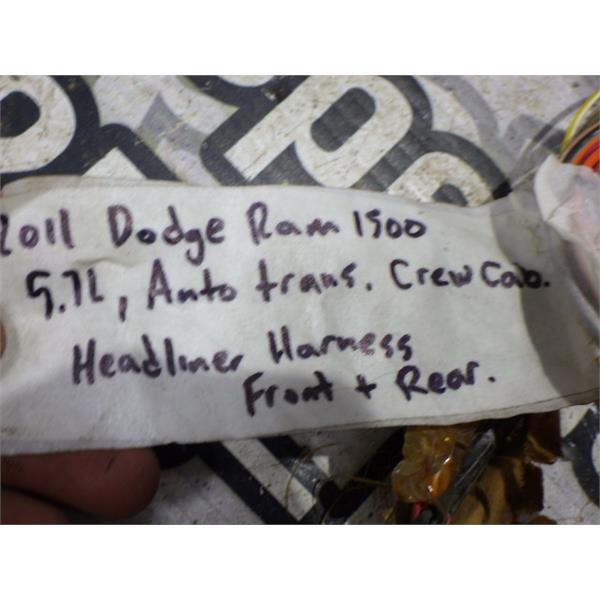 2011 Dodge Ram 1500
5.7L, Auto trans. Crew Cab.
Headliner Harness
Front + Rear.